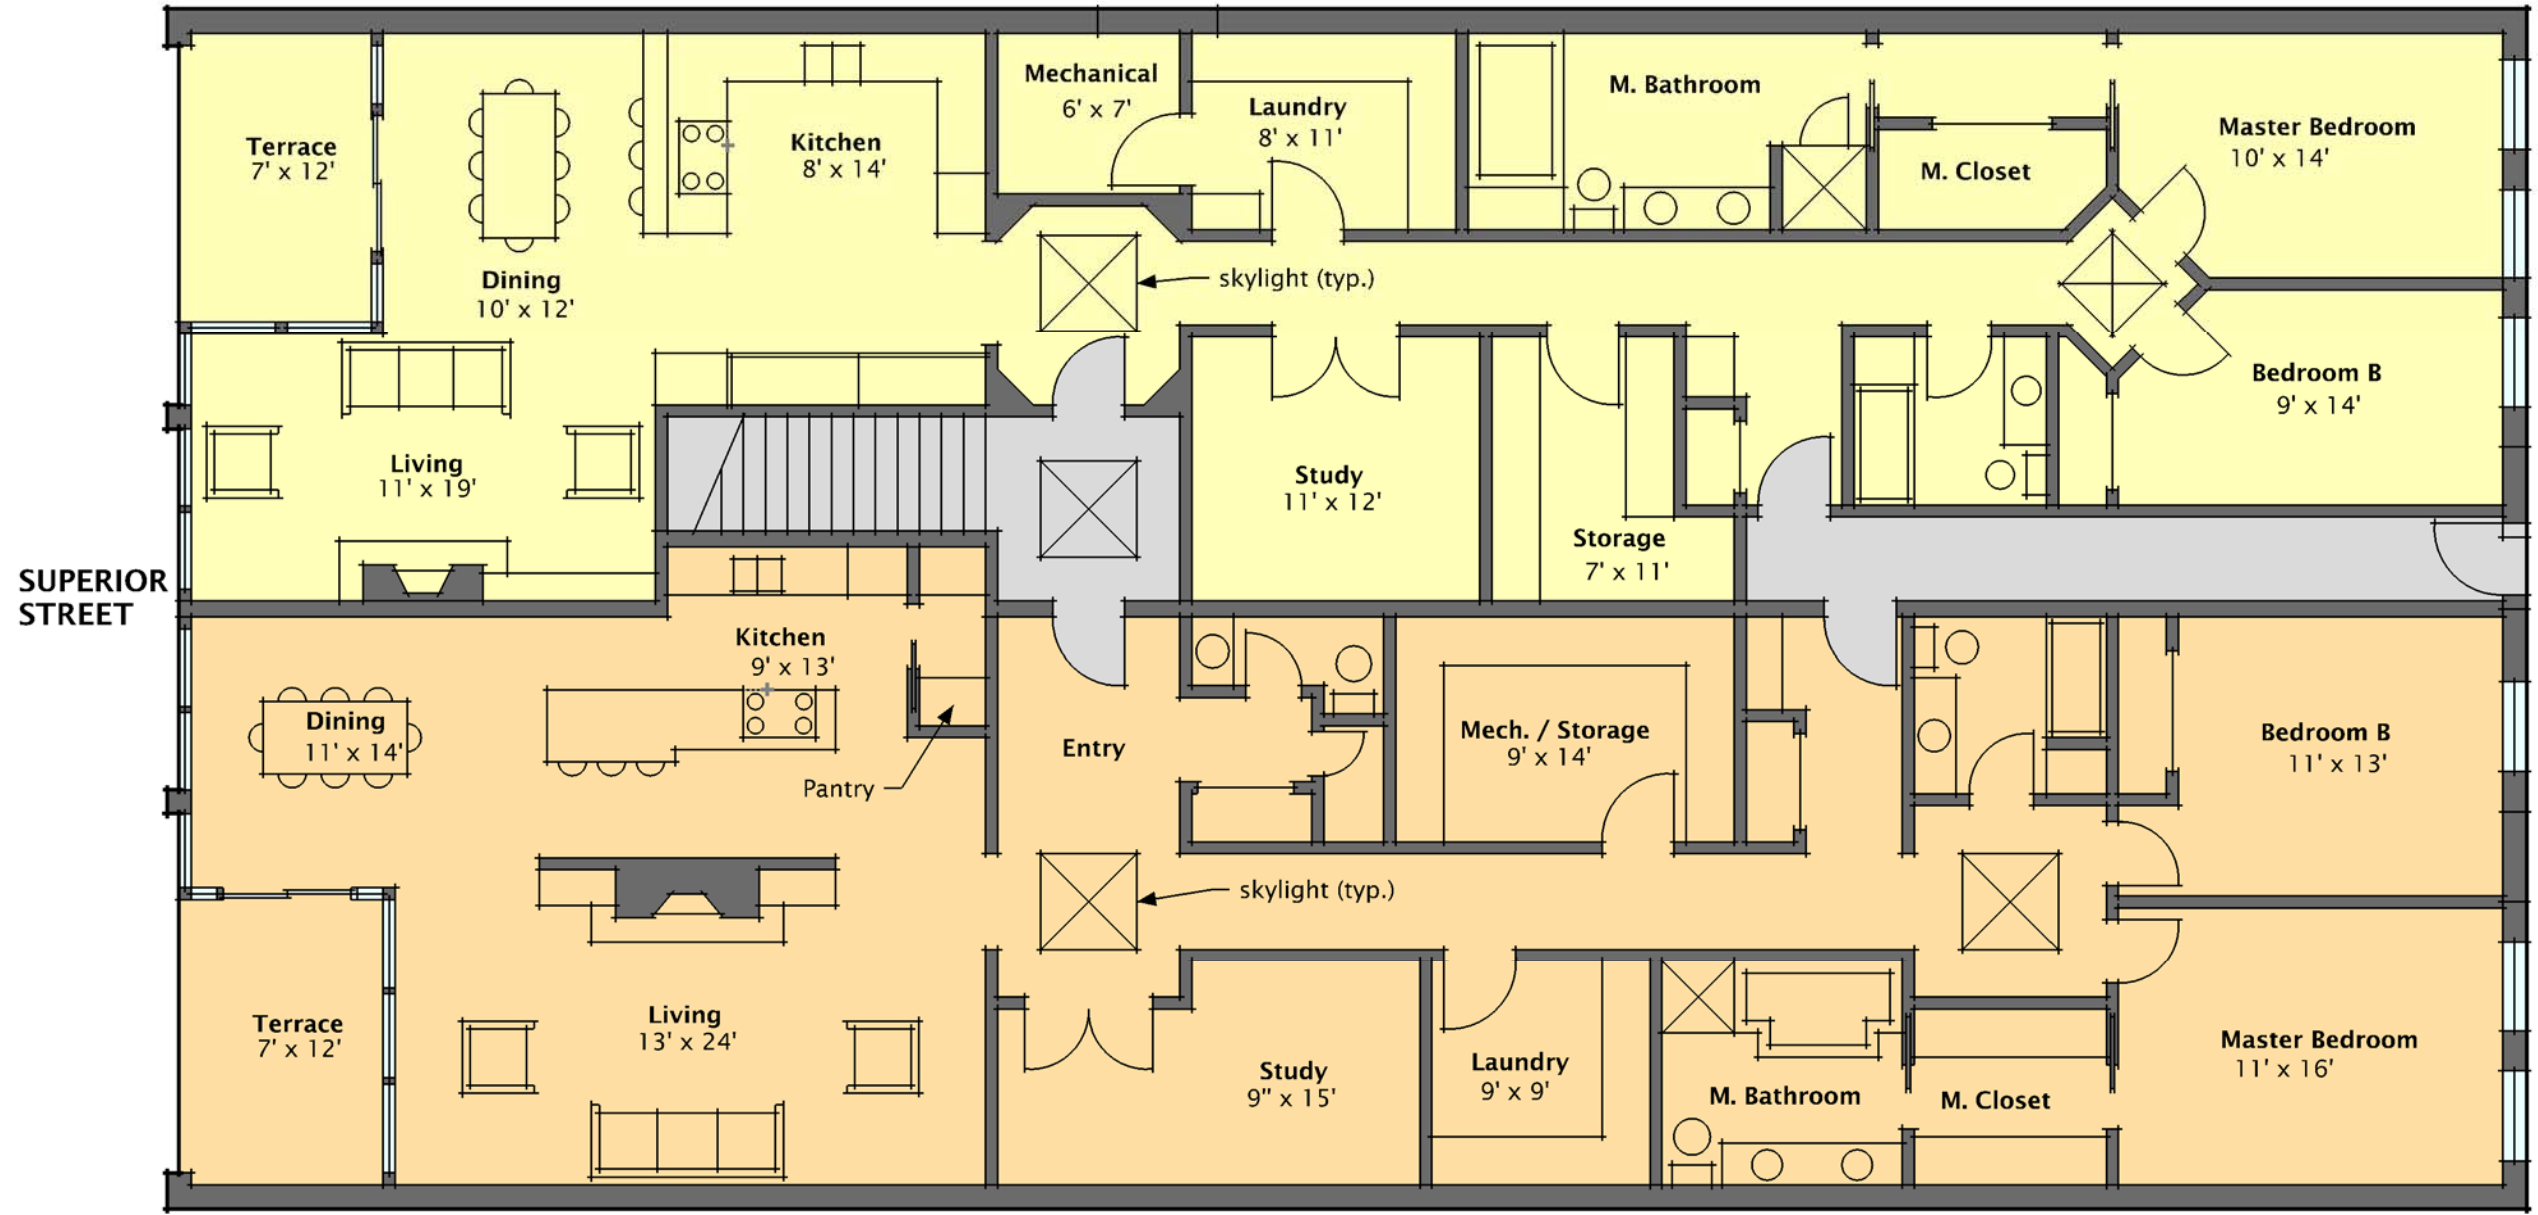 Mechanical
6' x 7'
Laundry
8' x 11'
M. Bathroom
Master Bedroom
10' x 14'
M. Closet
Terrace
7' x 12'
Kitchen
8' x 14'
Dining
10' x 12'
skylight (typ.)
Bedroom B
9' x 14'
Living
11' x 19'
Study
11' x 12'
Storage
7' x 11'
SUPERIOR
STREET
Kitchen
9' x 13'
Dining
11' x 14'
Pantry
Entry
Mech. / Storage
9' x 14'
Bedroom B
11' x 13'
skylight (typ.)
Terrace
7' x 12'
Living
13' x 24'
Study
9" x 15'
Laundry
9' x 9'
M. Bathroom
M. Closet
Master Bedroom
11' x 16'